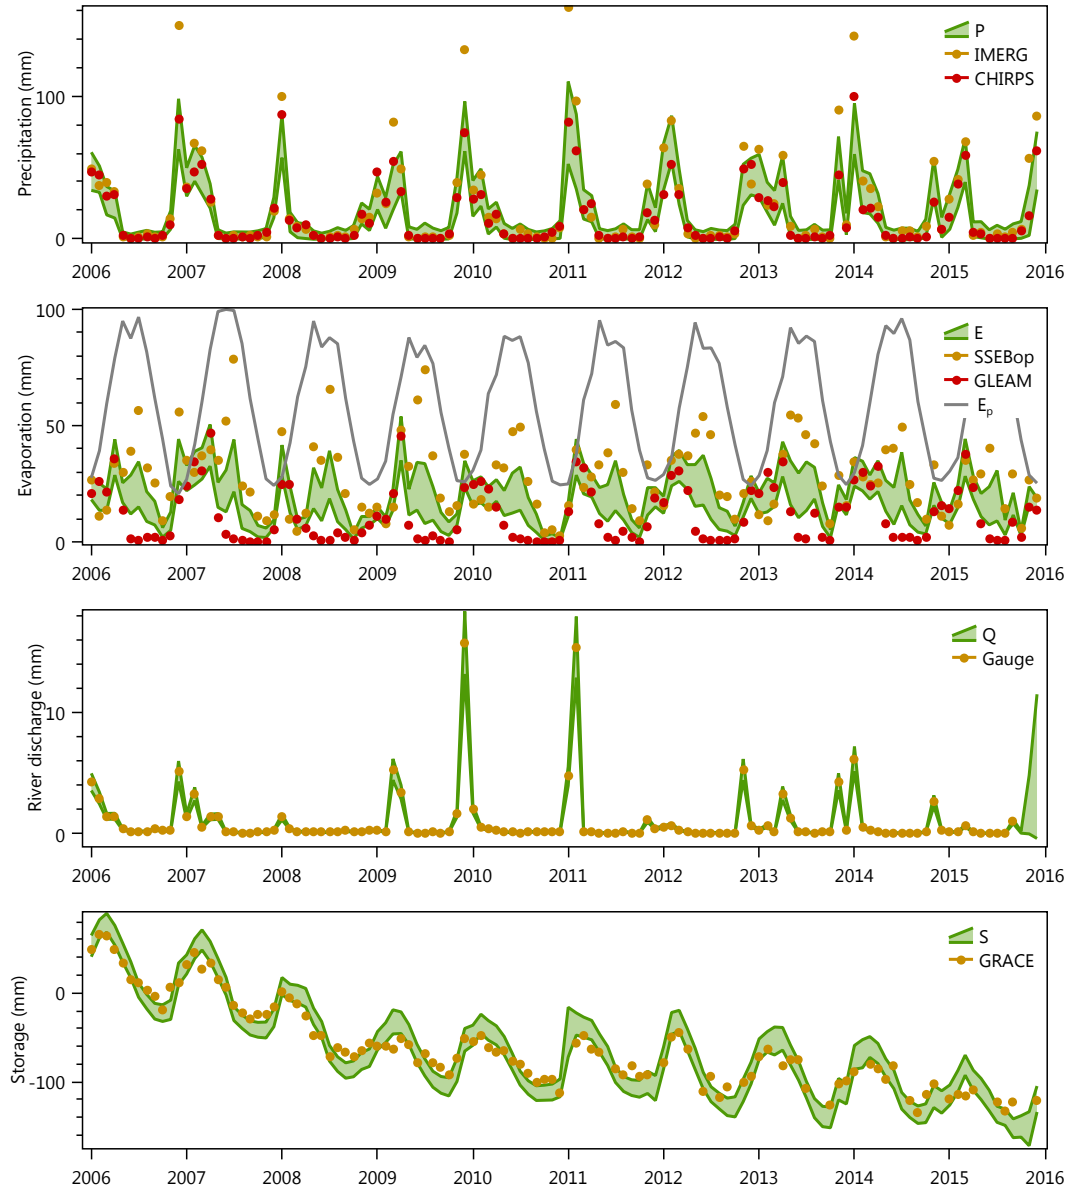 Precipitation (mm)
100
0
P
IMERG
CHIRPS
2006 2007 2008 2009 2010 2011 2012 2013 2014 2015 2016
Evaporation (mm)
100
50
0
E
SSEBop
GLEAM
Ep
2006 2007 2008 2009 2010 2011 2012 2013 2014 2015 2016
River discharge (mm)
10
0
Q
Gauge
2006 2007 2008 2009 2010 2011 2012 2013 2014 2015 2016
Storage (mm)
0
-100
S
GRACE
2006 2007 2008 2009 2010 2011 2012 2013 2014 2015 2016